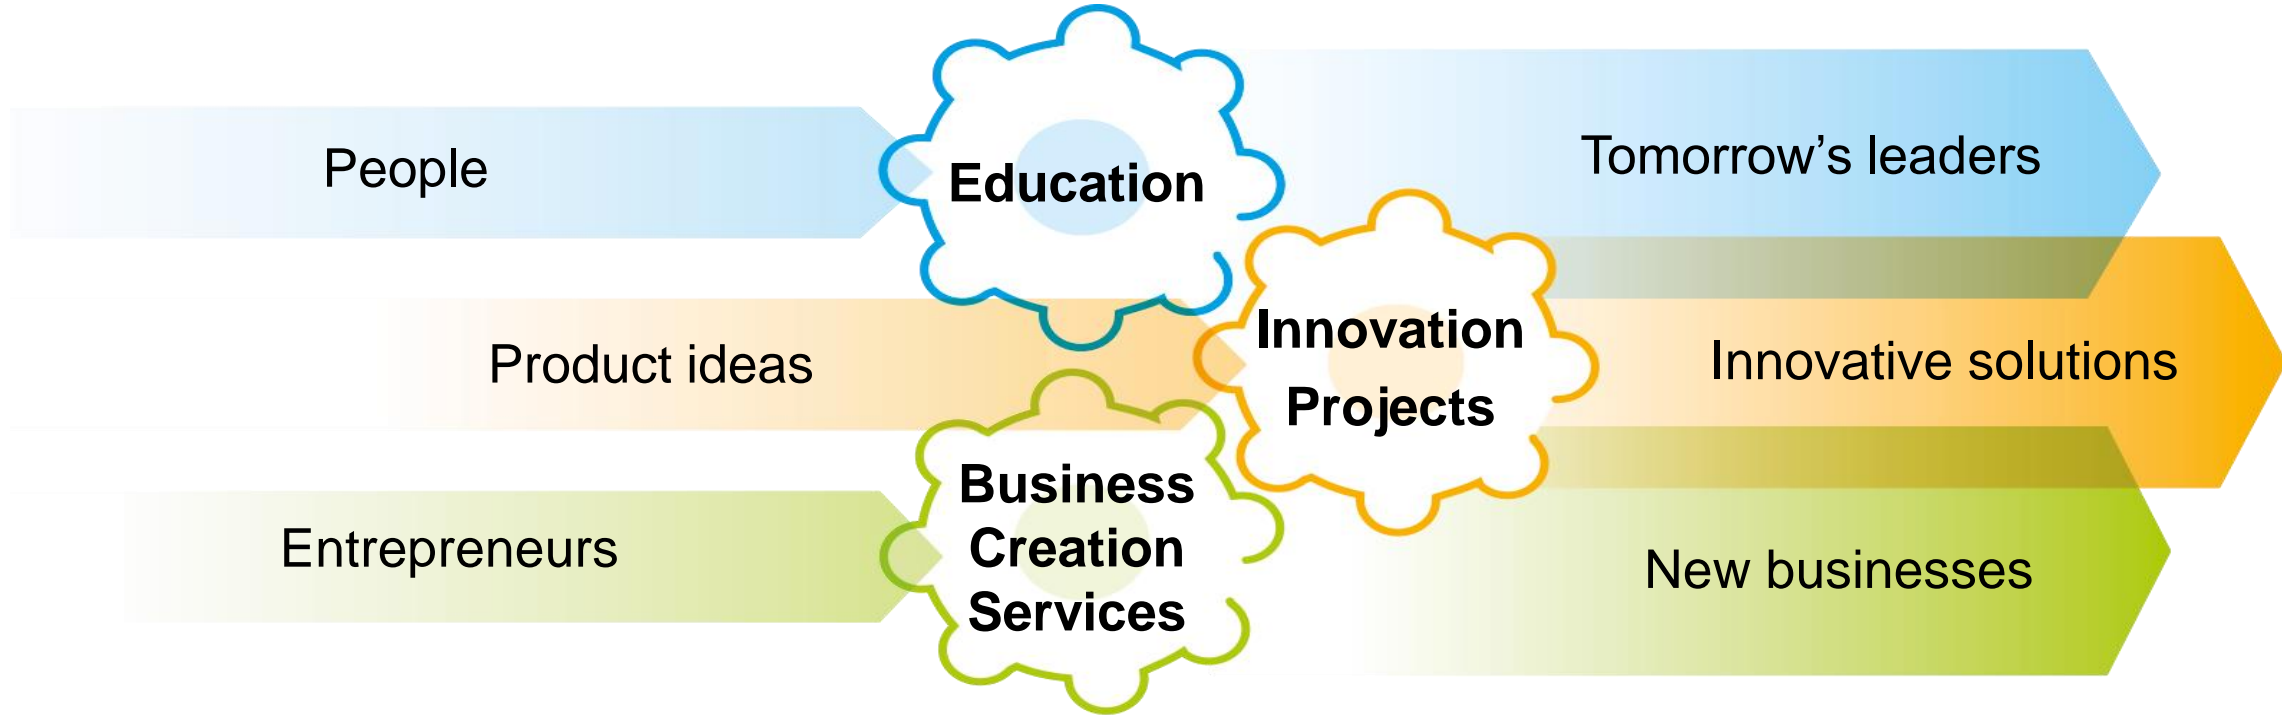 People
Education
Tomorrow’s leaders
Product ideas
Innovation
Projects
Innovative solutions
Entrepreneurs
Business
Creation
Services
New businesses